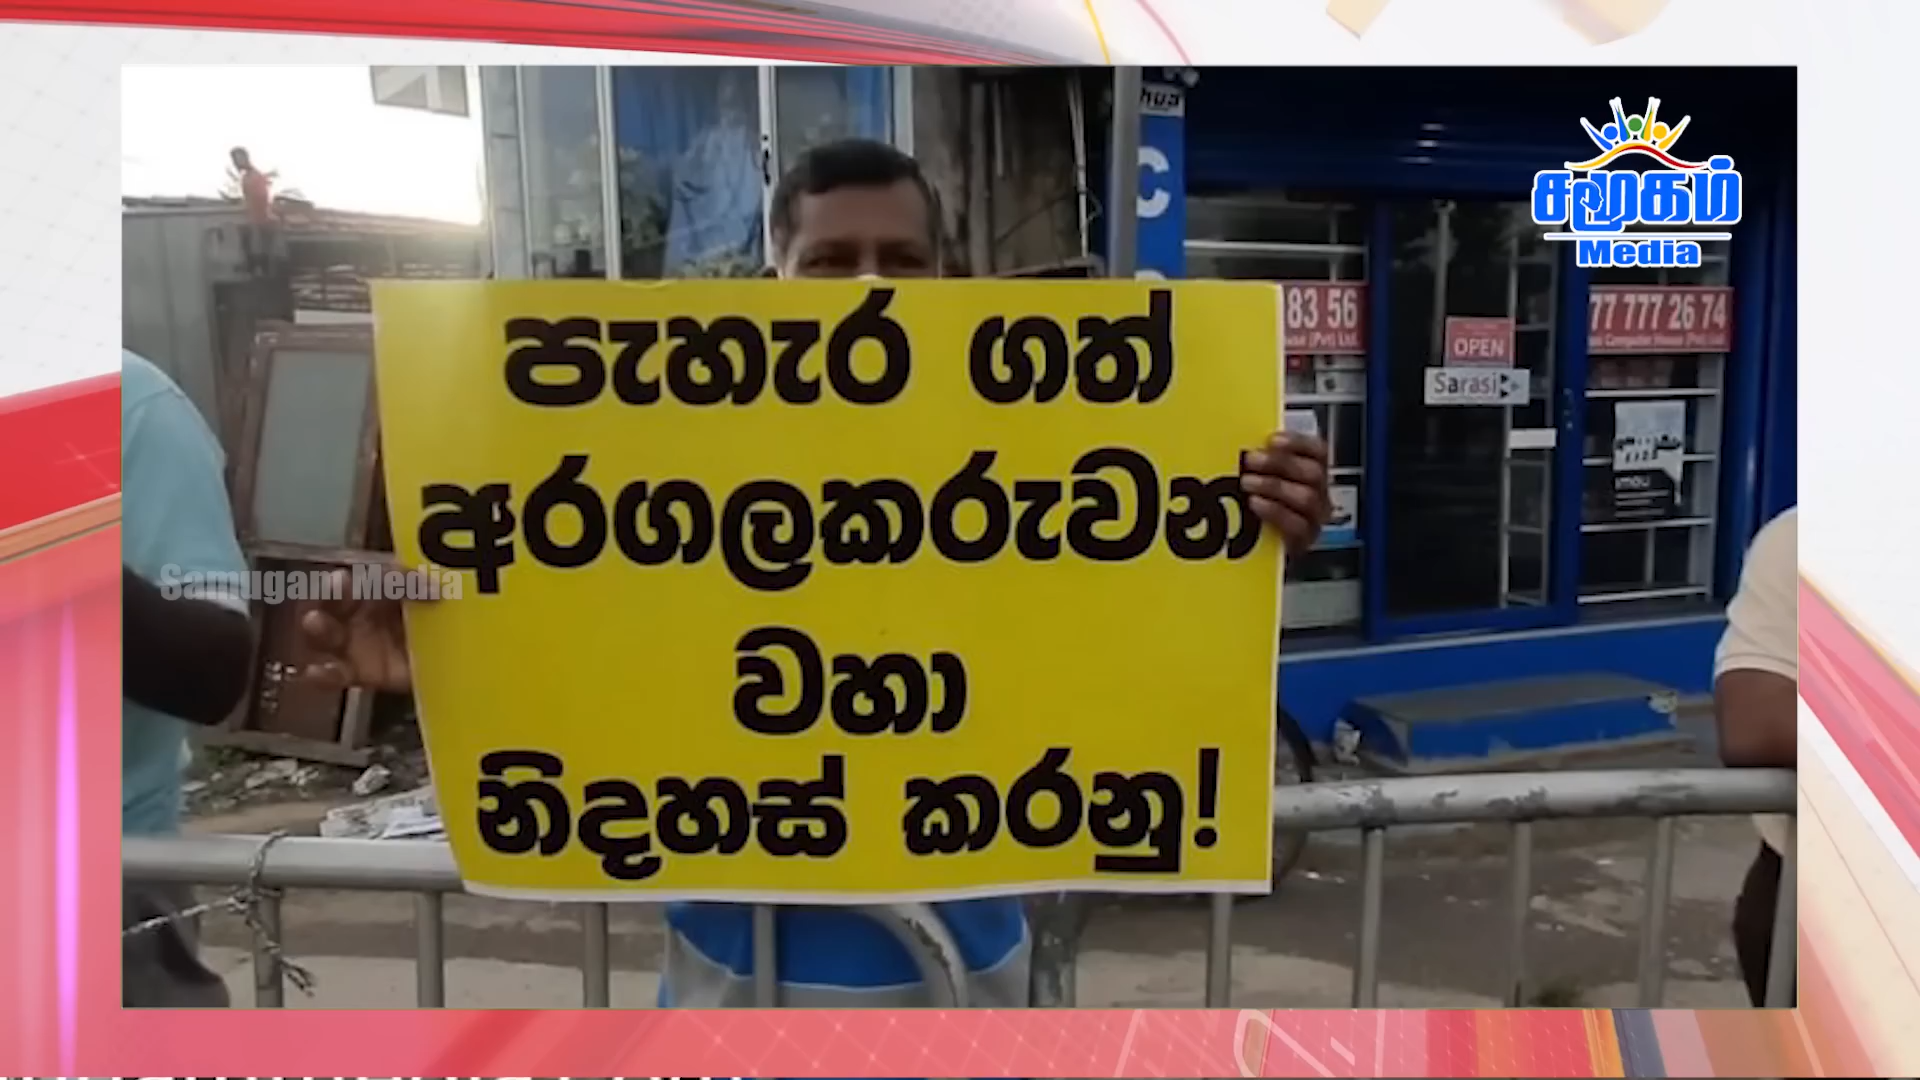 පැහැර ගත්
අරගලකරුවන්
වහා
නිදහස් කරනු!
சமூகம்
Media
Samugam Media
83 56
77 777 26 74
OPEN
Sarasi
C